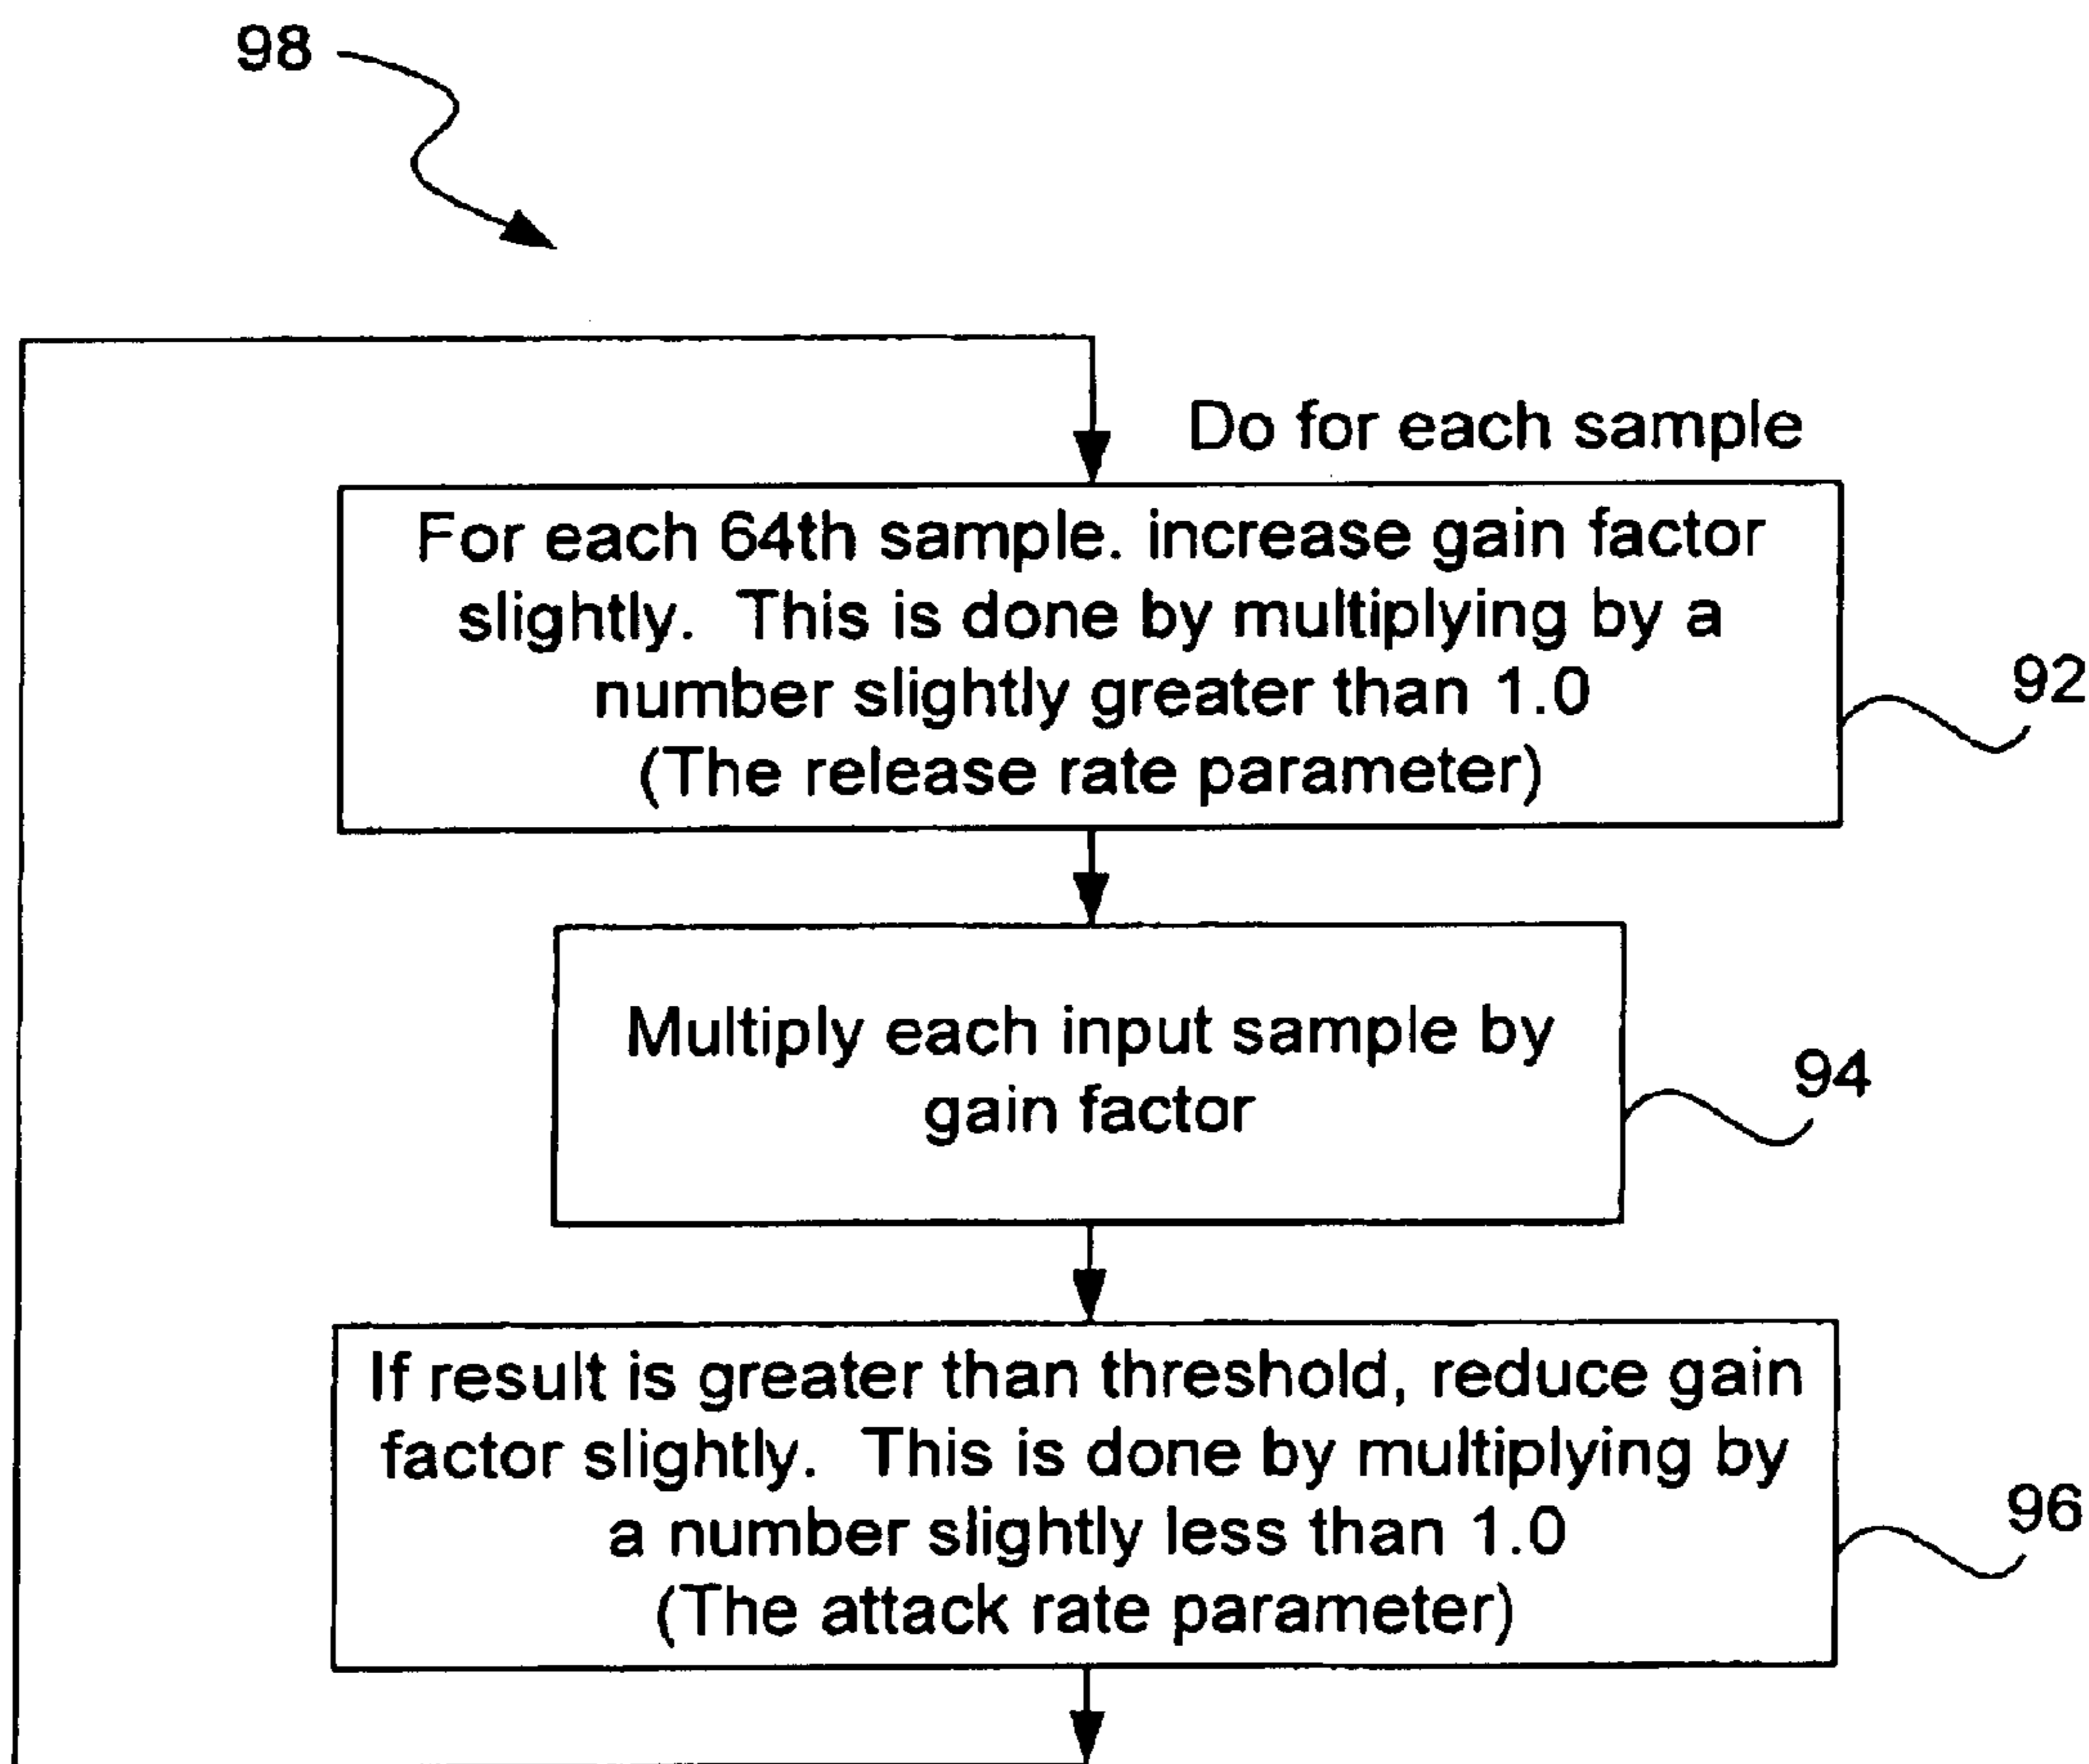 98
Do for each sample
For each 64th sample. increase gain factor
slightly. This is done by multiplying by a
number slightly greater than 1.0
(The release rate parameter)
92
Multiply each input sample by
gain factor
94
If result is greater than threshold, reduce gain
factor slightly. This is done by multiplying by
a number slightly less than 1.0
(The attack rate parameter)
96